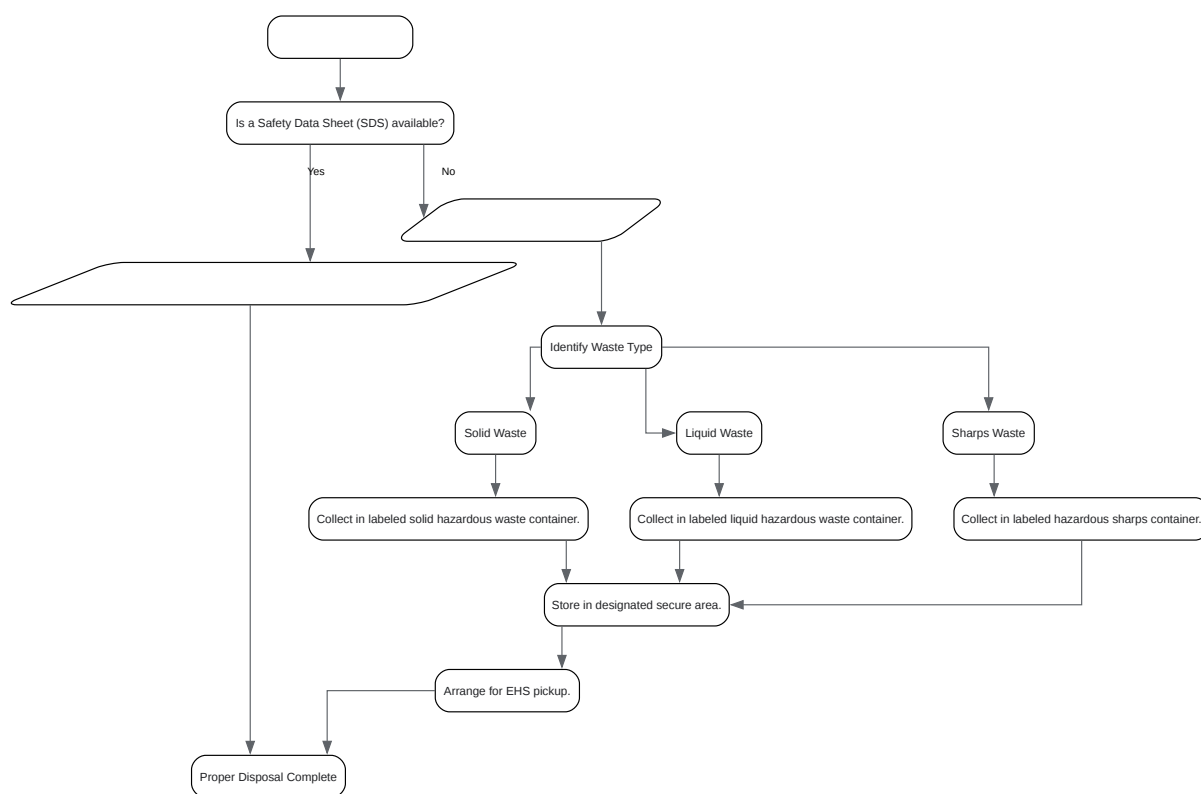 Is a Safety Data Sheet (SDS) available?
Yes
No
Identify Waste Type
Solid Waste
Liquid Waste
Sharps Waste
Collect in labeled solid hazardous waste container.
Collect in labeled liquid hazardous waste container.
Collect in labeled hazardous sharps container.
Store in designated secure area.
Arrange for EHS pickup.
Proper Disposal Complete